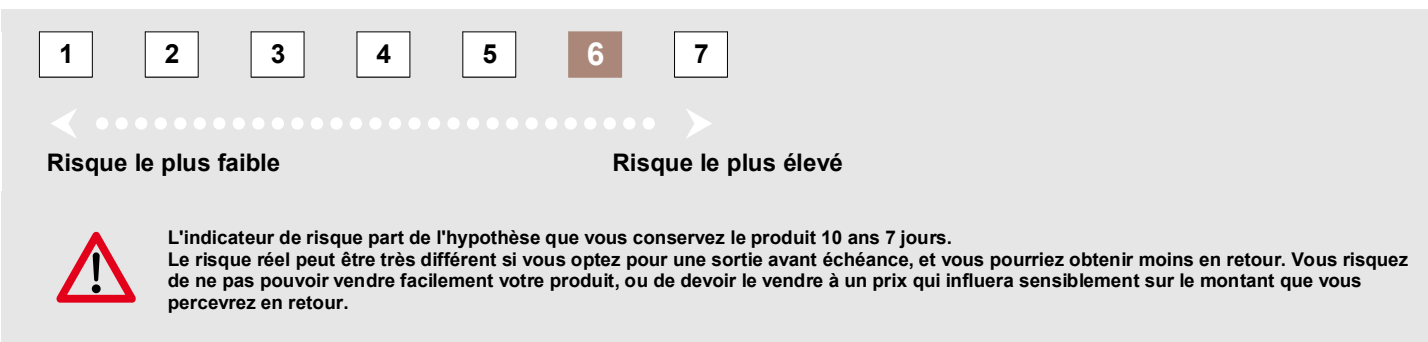 1 2 3 4 5 6 7
Risque le plus faible Risque le plus élevé
L'indicateur de risque part de l'hypothèse que vous conservez le produit 10 ans 7 jours.
Le risque réel peut être très différent si vous optez pour une sortie avant échéance, et vous pourriez obtenir moins en retour. Vous risquez
de ne pas pouvoir vendre facilement votre produit, ou de devoir le vendre à un prix qui influera sensiblement sur le montant que vous
percevrez en retour.